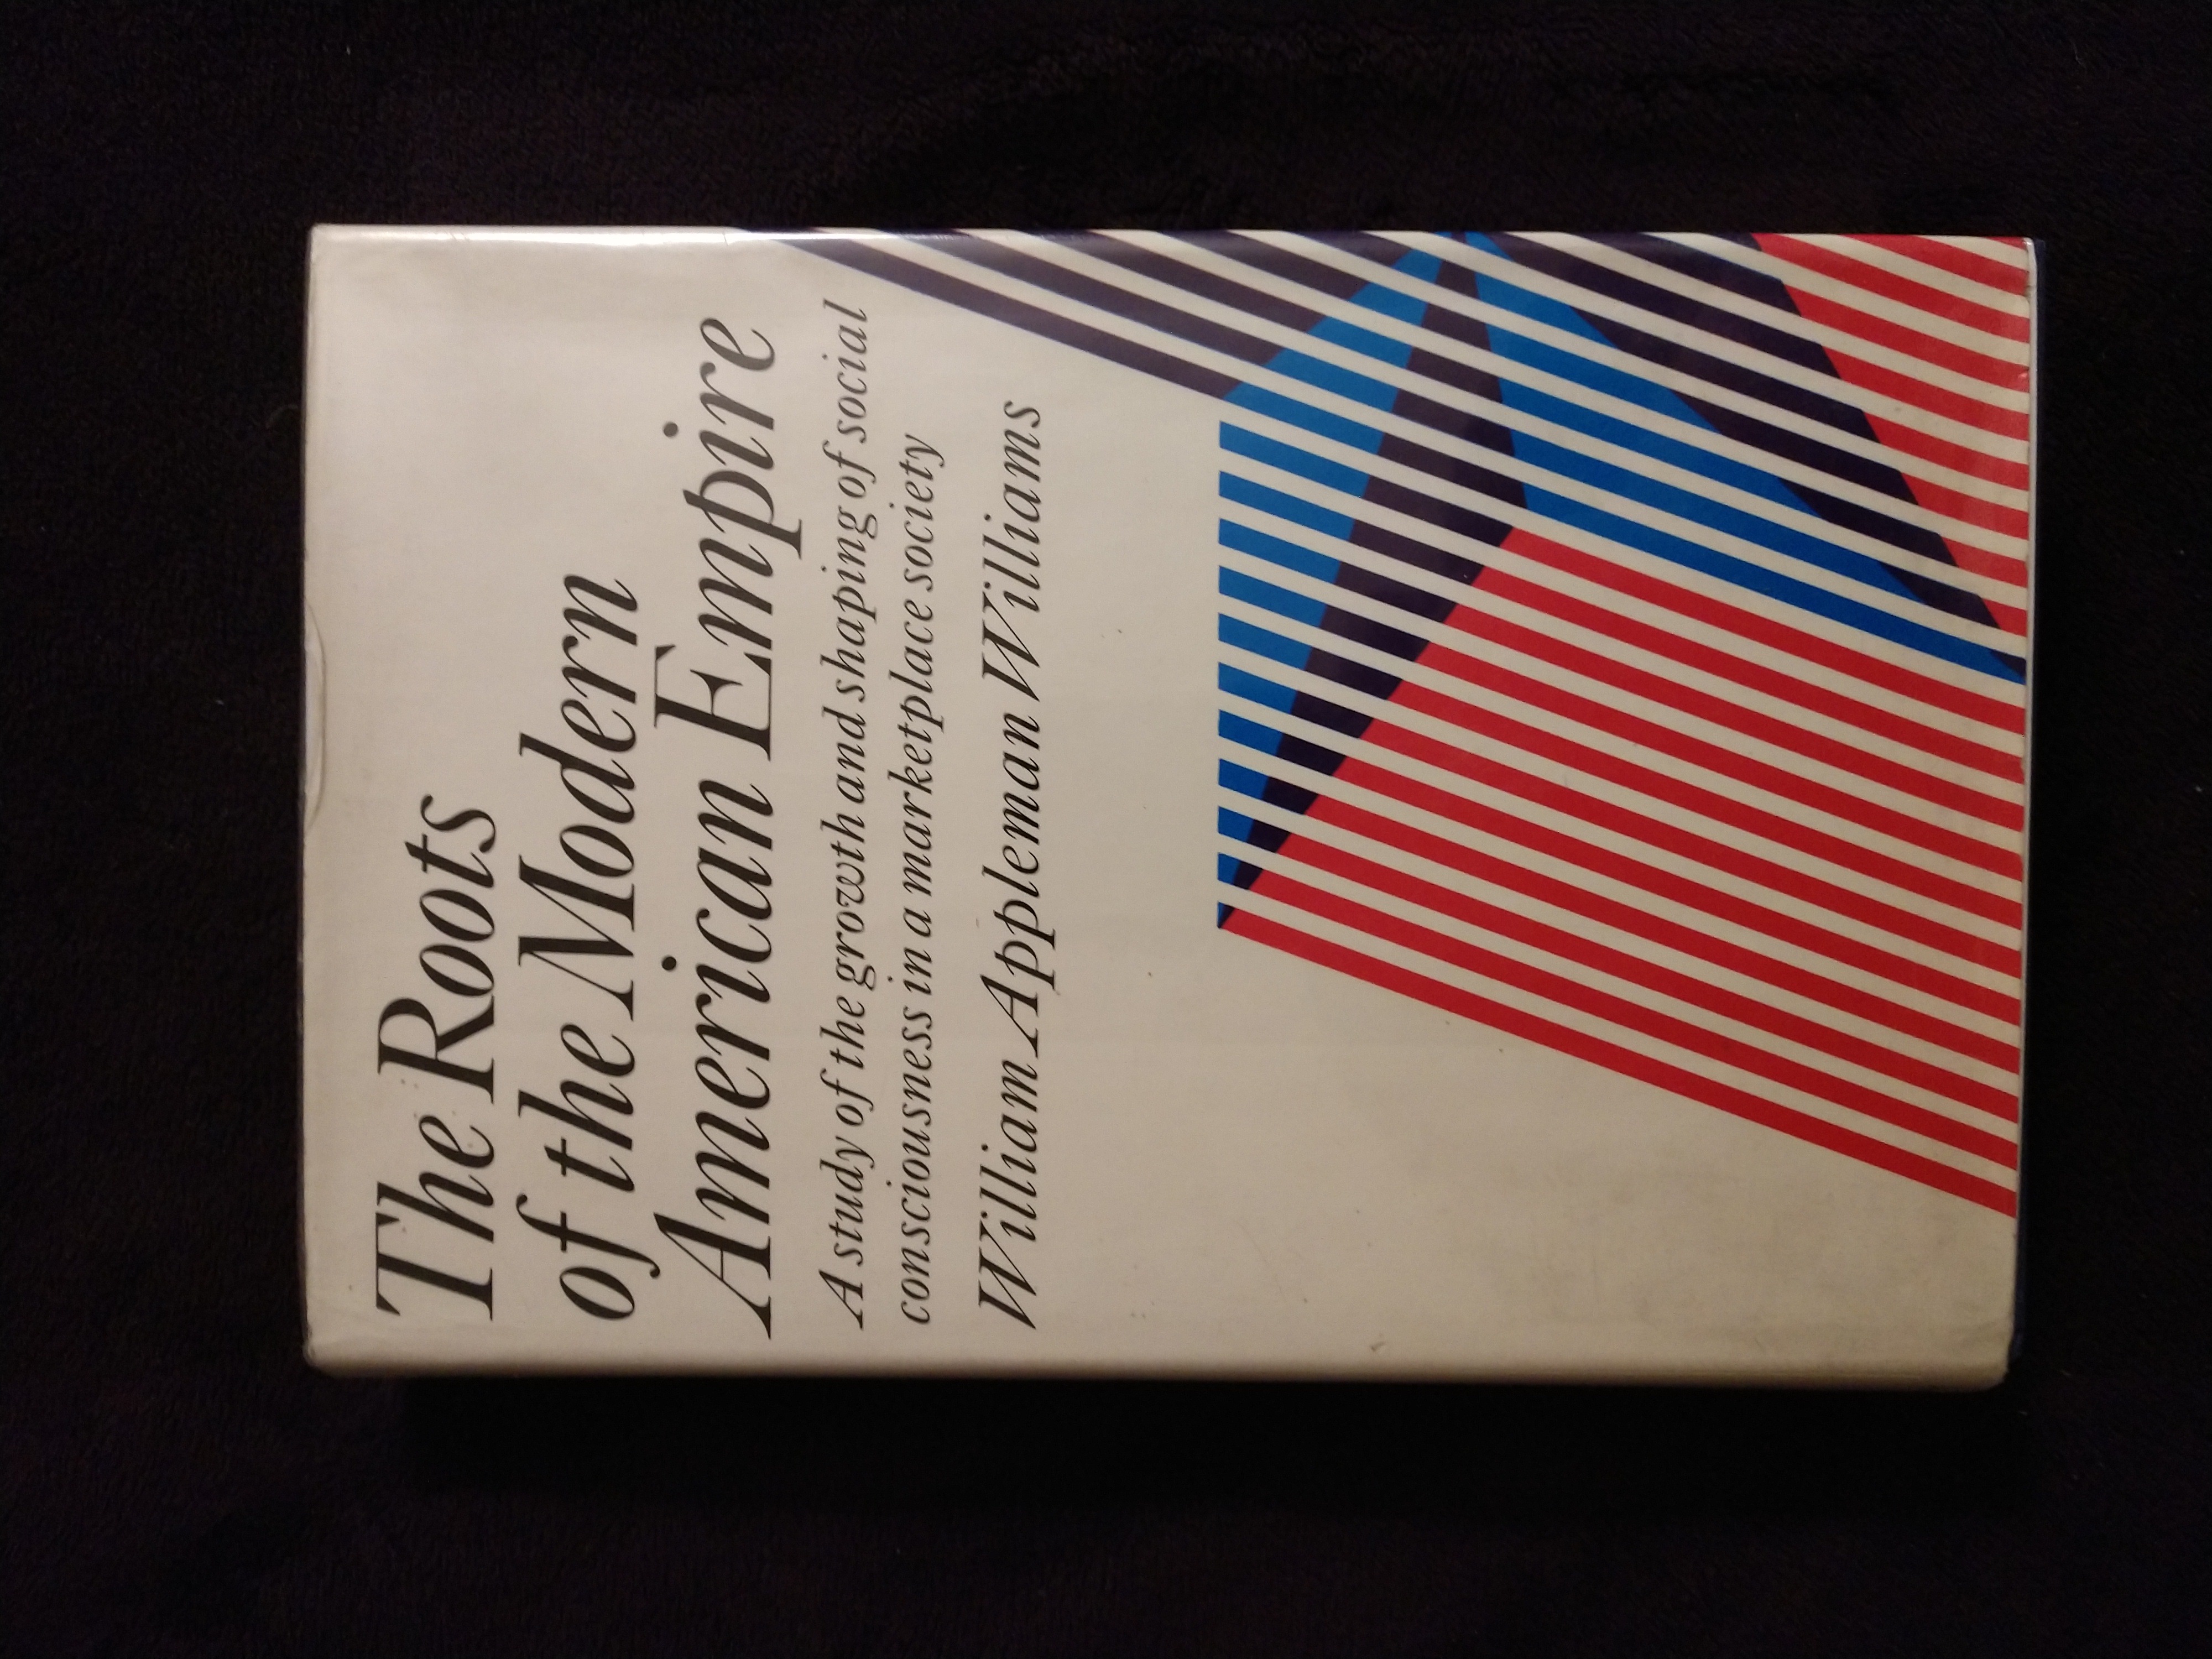 The Roots
of the Modern
American Empire
A study of the growth and shaping of social
consciousness in a marketplace society
William Appleman Williams